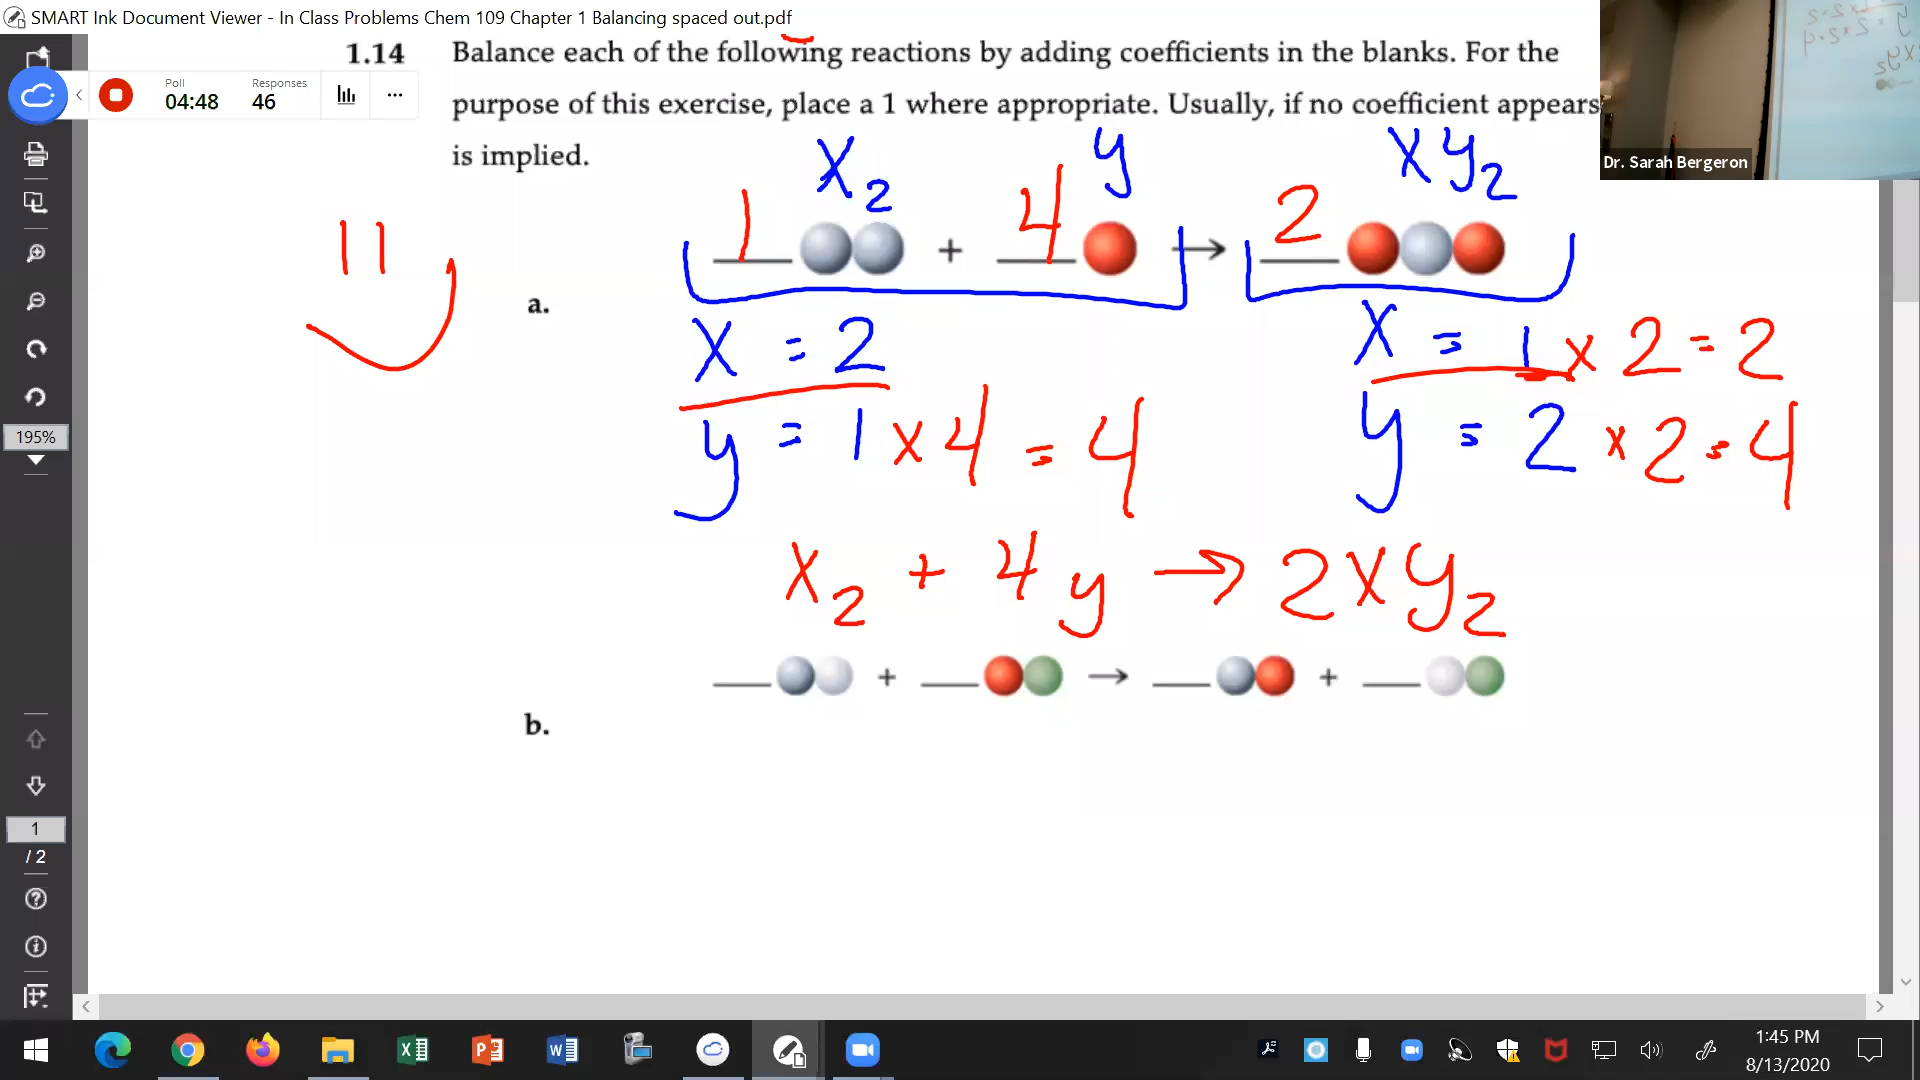 SMART Ink Document Viewer - In Class Problems Chem 109 Chapter 1 Balancing spaced out.pdf
1.14 Balance each of the following reactions by adding coefficients in the blanks. For the
purpose of this exercise, place a 1 where appropriate. Usually, if no coefficient appears
is implied.
Poll
04:48
Responses
46
Dr. Sarah Bergeron
x2 y xy2
1 + 4 → 2
a.
x = 2
y = 1 x 4 = 4
x = 1 x 2 = 2
y = 2 x 2 = 4
x2 + 4y → 2xy2
+ → +
b.
195%
1
/ 2
1:45 PM
8/13/2020